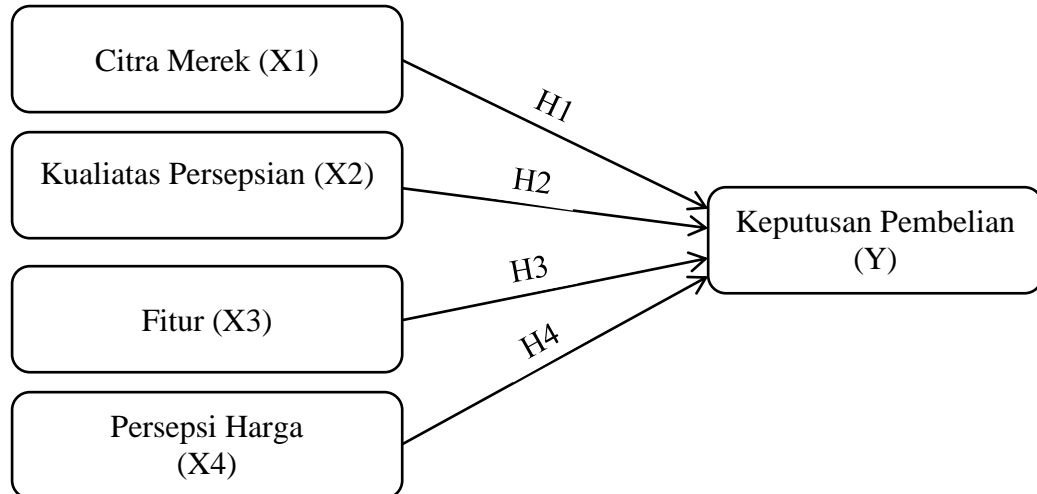 Citra Merek (X1)
H1
Kualiatas Persepsian (X2)
H2
Keputusan Pembelian
(Y)
H3
Fitur (X3)
H4
Persepsi Harga
(X4)